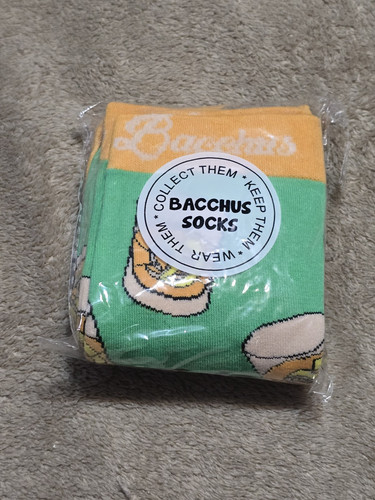 Bacchus
COLLECT THEM * KEEP THEM * WEAR THEM *
BACCHUS
SOCKS